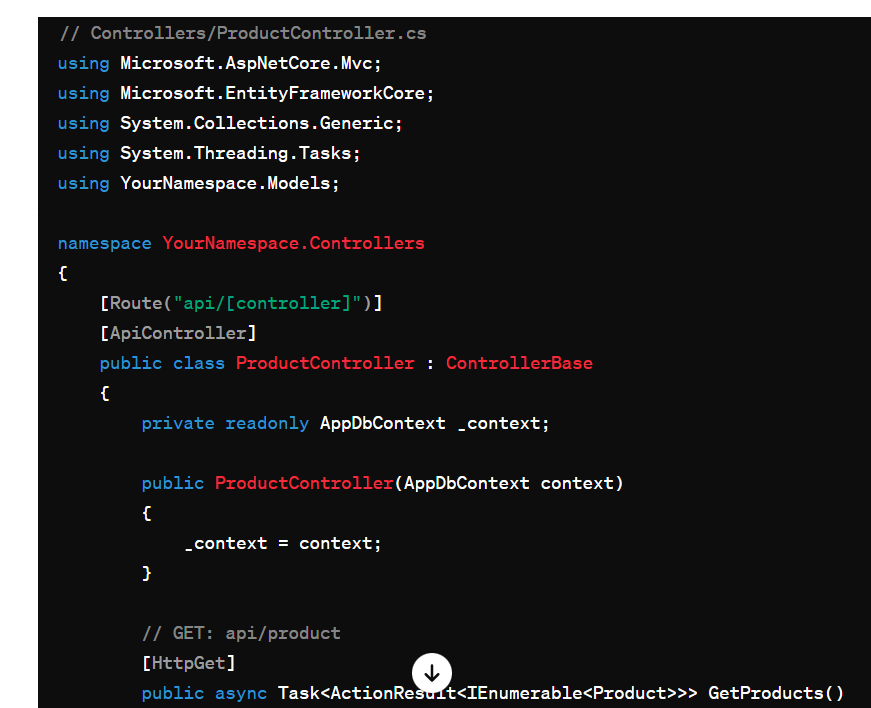 // Controllers/ProductController.cs
using Microsoft.AspNetCore.Mvc;
using Microsoft.EntityFrameworkCore;
using System.Collections.Generic;
using System.Threading.Tasks;
using YourNamespace.Models;

namespace YourNamespace.Controllers
{
    [Route("api/[controller]")]
    [ApiController]
    public class ProductController : ControllerBase
    {
        private readonly AppDbContext _context;

        public ProductController(AppDbContext context)
        {
            _context = context;
        }

        // GET: api/product
        [HttpGet]
        public async Task<ActionResult<IEnumerable<Product>>> GetProducts()